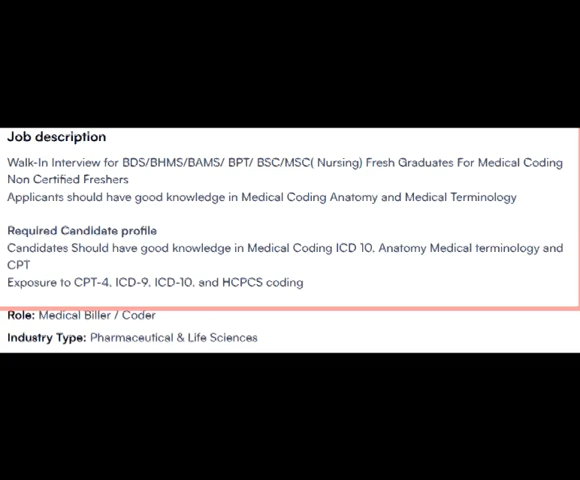 Job description
Walk-In Interview for BDS/BHMS/BAMS/ BPT/ BSC/MSC( Nursing) Fresh Graduates For Medical Coding
Non Certified Freshers
Applicants should have good knowledge in Medical Coding Anatomy and Medical Terminology
Required Candidate profile
Candidates Should have good knowledge in Medical Coding ICD 10, Anatomy Medical terminology and
CPT
Exposure to CPT-4, ICD-9, ICD-10, and HCPCS coding
Role: Medical Biller / Coder
Industry Type: Pharmaceutical & Life Sciences